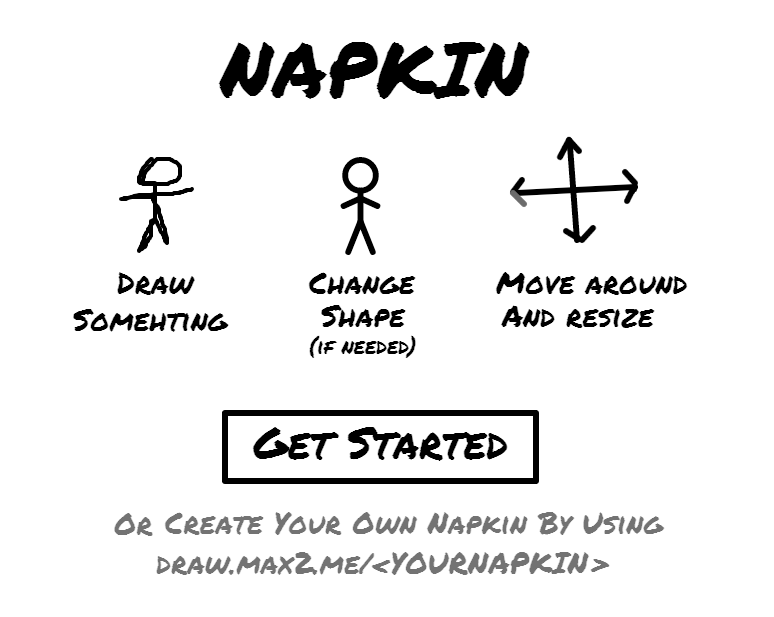 NAPKIN
DRAW
SOMEHTING
CHANGE
SHAPE
(IF NEEDED)
MOVE AROUND
AND RESIZE
GET STARTED
OR CREATE YOUR OWN NAPKIN BY USING
DRAW.MAX2.ME/<YOURNAPKIN>